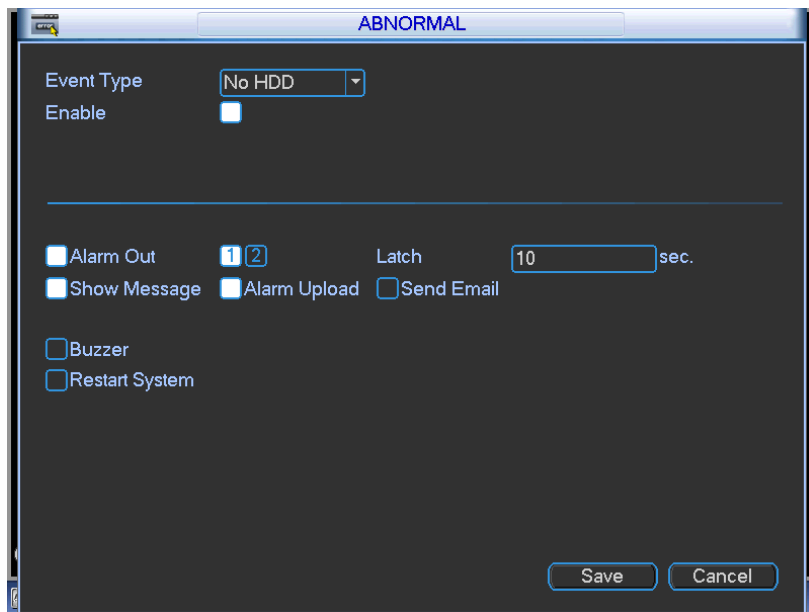 ABNORMAL
Event Type No HDD
Enable
Alarm Out 1 2 Latch 10 sec.
Show Message Alarm Upload Send Email
Buzzer
Restart System
Save Cancel